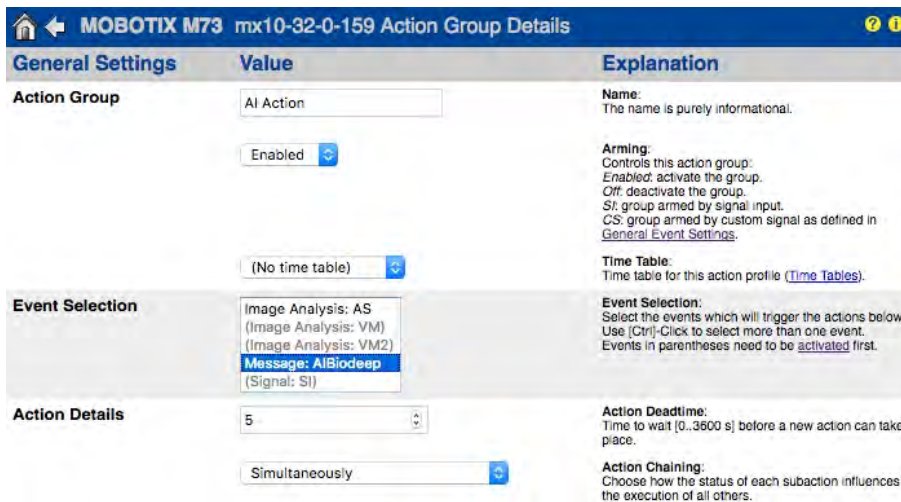 MOBOTIX M73 mx10-32-0-159 Action Group Details
General Settings Value Explanation
Action Group
AI Action
Name:
The name is purely informational.
Enabled
Arming:
Controls this action group:
Enabled: activate the group.
Off: deactivate the group.
SI: group armed by signal input.
CS: group armed by custom signal as defined in
General Event Settings.
(No time table)
Time Table:
Time table for this action profile (Time Tables).
Event Selection
Image Analysis: AS
(Image Analysis: VM)
(Image Analysis: VM2)
Message: AIBiodeep
(Signal: SI)
Event Selection:
Select the events which will trigger the actions below
Use [Ctrl]-Click to select more than one event.
Events in parentheses need to be activated first.
Action Details
5
Action Deadtime:
Time to wait [0..3600 s] before a new action can take
place.
Simultaneously
Action Chaining:
Choose how the status of each subaction influences
the execution of all others.